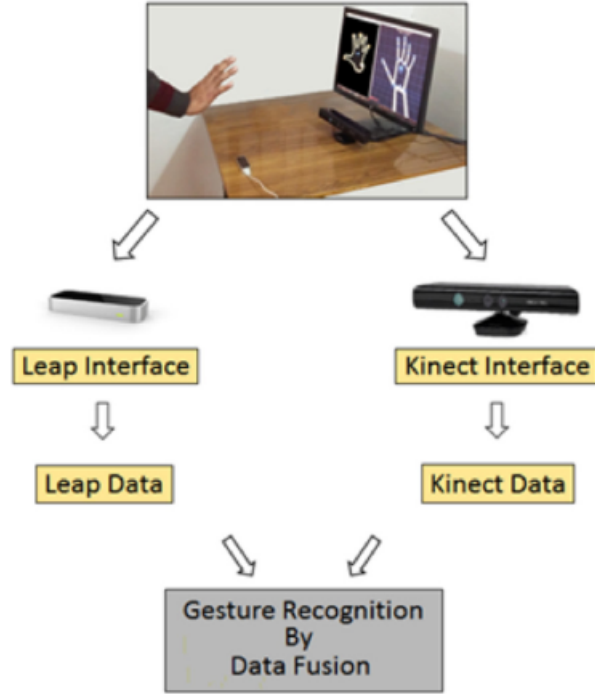 Leap Interface
Kinect Interface
Leap Data
Kinect Data
Gesture Recognition
By
Data Fusion